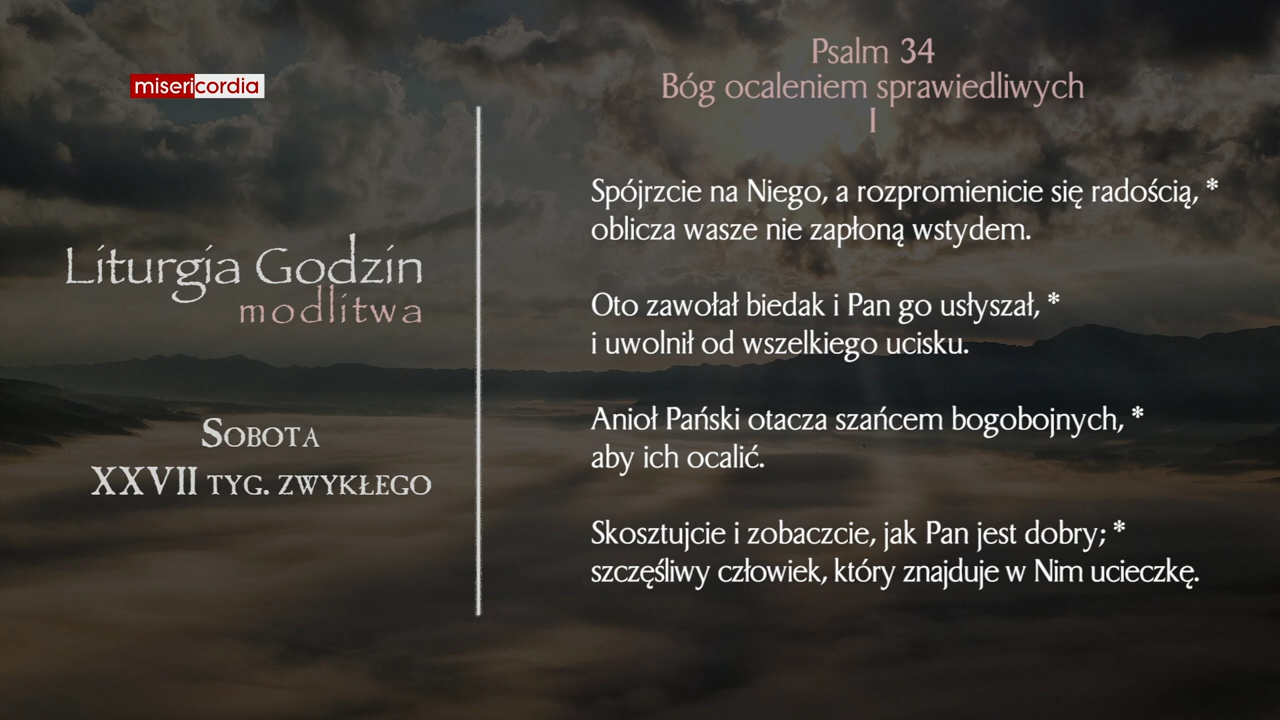 misericordia
Liturgia Godzin
modlitwa
Sobota
XXVII tyg. zwykłego
Psalm 34
Bóg ocaleniem sprawiedliwych
I
Spójrzcie na Niego, a rozpromienicie się radością, *
oblicza wasze nie zapłoną wstydem.
Oto zawołał biedak i Pan go usłyszał, *
i uwolnił od wszelkiego ucisku.
Anioł Pański otacza szańcem bogobojnych, *
aby ich ocalić.
Skosztujcie i zobaczcie, jak Pan jest dobry; *
szczęśliwy człowiek, który znajduje w Nim ucieczkę.